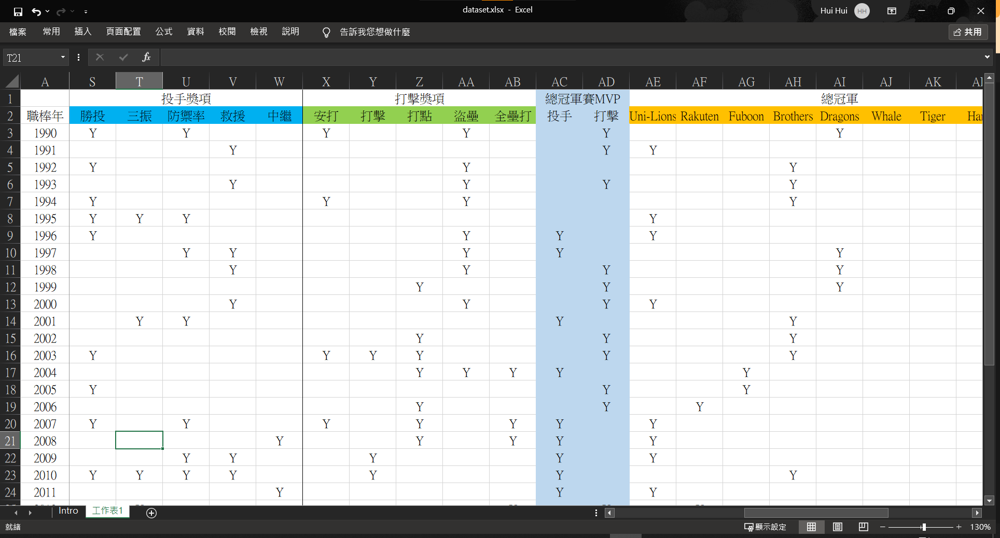 dataset.xlsx - Excel
Hui Hui HH
檔案 常用 插入 頁面配置 公式 資料 校閱 檢視 說明 告訴我您想做什麼 共用
T21 fx
A S T U V W X Y Z AA AB AC AD AE AF AG AH AI AJ AK
1 投手獎項 打擊獎項 總冠軍賽MVP 總冠軍
2 職棒年 勝投 三振 防禦率 救援 中繼 安打 打擊 打點 盜壘 全壘打 投手 打擊 Uni-Lions Rakuten Fuboon Brothers Dragons Whale Tiger Har
3 1990 Y Y Y Y Y Y
4 1991 Y Y Y
5 1992 Y Y Y
6 1993 Y Y Y Y
7 1994 Y Y Y Y
8 1995 Y Y Y Y
9 1996 Y Y Y Y
10 1997 Y Y Y Y Y
11 1998 Y Y Y Y
12 1999 Y Y Y
13 2000 Y Y Y Y
14 2001 Y Y Y Y
15 2002 Y Y Y
16 2003 Y Y Y Y Y Y
17 2004 Y Y Y Y Y
18 2005 Y Y Y
19 2006 Y Y Y
20 2007 Y Y Y Y Y Y Y
21 2008 Y Y Y Y Y
22 2009 Y Y Y Y Y
23 2010 Y Y Y Y Y Y Y
24 2011 Y Y Y
Intro 工作表1
就緒 顯示設定 130%